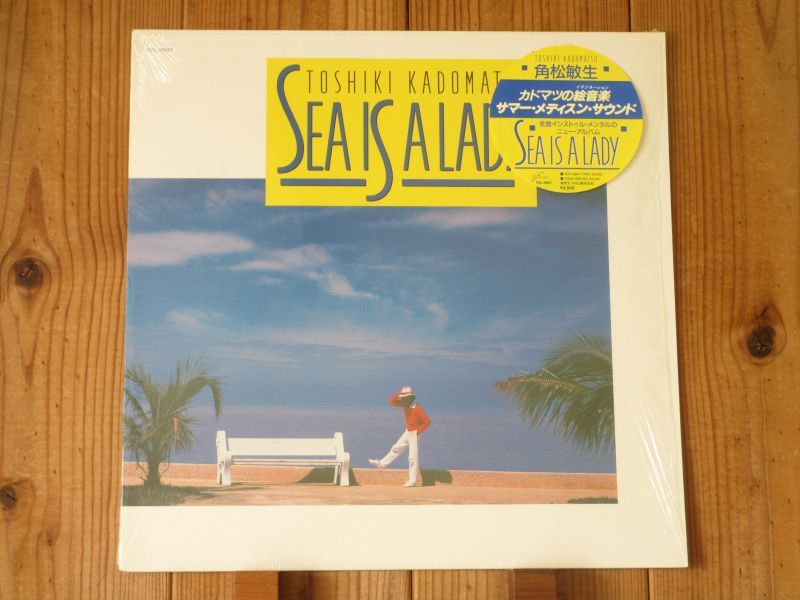 TOSHIKI KADOMAT
SEA IS A LADY
TOSHIKI KADOMATSU
角松敏生
イマジネーション
カドマツの絵音楽
サマー・メディスン・サウンド
全曲インストゥル・メンタルの
ニュー・アルバム
SEA IS A LADY